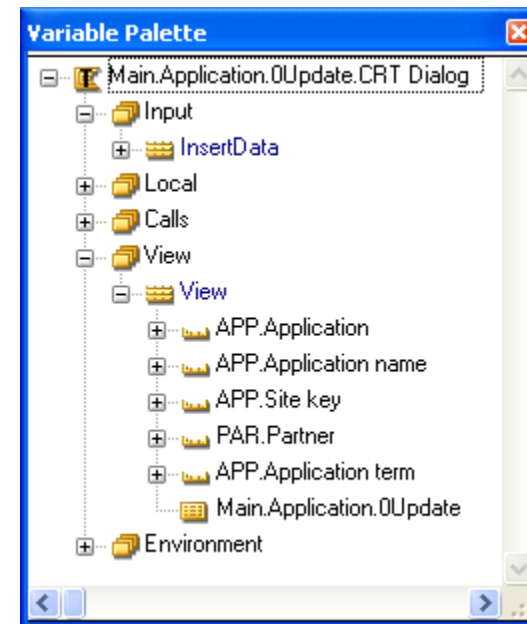 Variable Palette
Main.Application.0Update.CRT Dialog
Input
InsertData
Local
Calls
View
View
APP.Application
APP.Application name
APP.Site key
PAR.Partner
APP.Application term
Main.Application.0Update
Environment